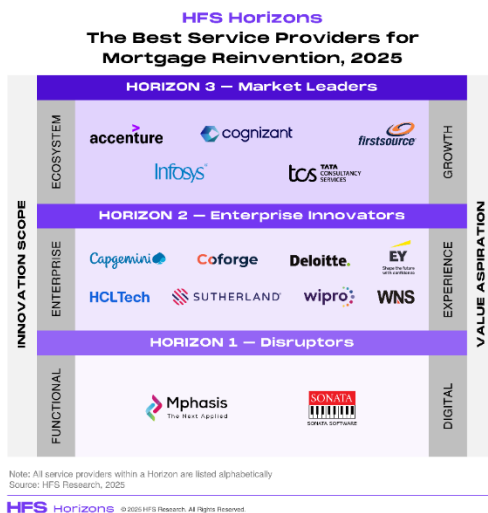 HFS Horizons
The Best Service Providers for
Mortgage Reinvention, 2025
HORIZON 3 — Market Leaders
INNOVATION SCOPE
ECOSYSTEM
accenture
cognizant
firstsource
Infosys
tcs TATA
CONSULTANCY
SERVICES
GROWTH
VALUE ASPIRATION
HORIZON 2 — Enterprise Innovators
ENTERPRISE
Capgemini
Coforge
Deloitte.
EY
Shape the future
with confidence
HCLTech
SUTHERLAND
wipro
WNS
EXPERIENCE
HORIZON 1 — Disruptors
FUNCTIONAL
Mphasis
The Next Applied
SONATA
SONATA SOFTWARE
DIGITAL
Note: All service providers within a Horizon are listed alphabetically
Source: HFS Research, 2025
HFS Horizons © 2025 HFS Research. All Rights Reserved.